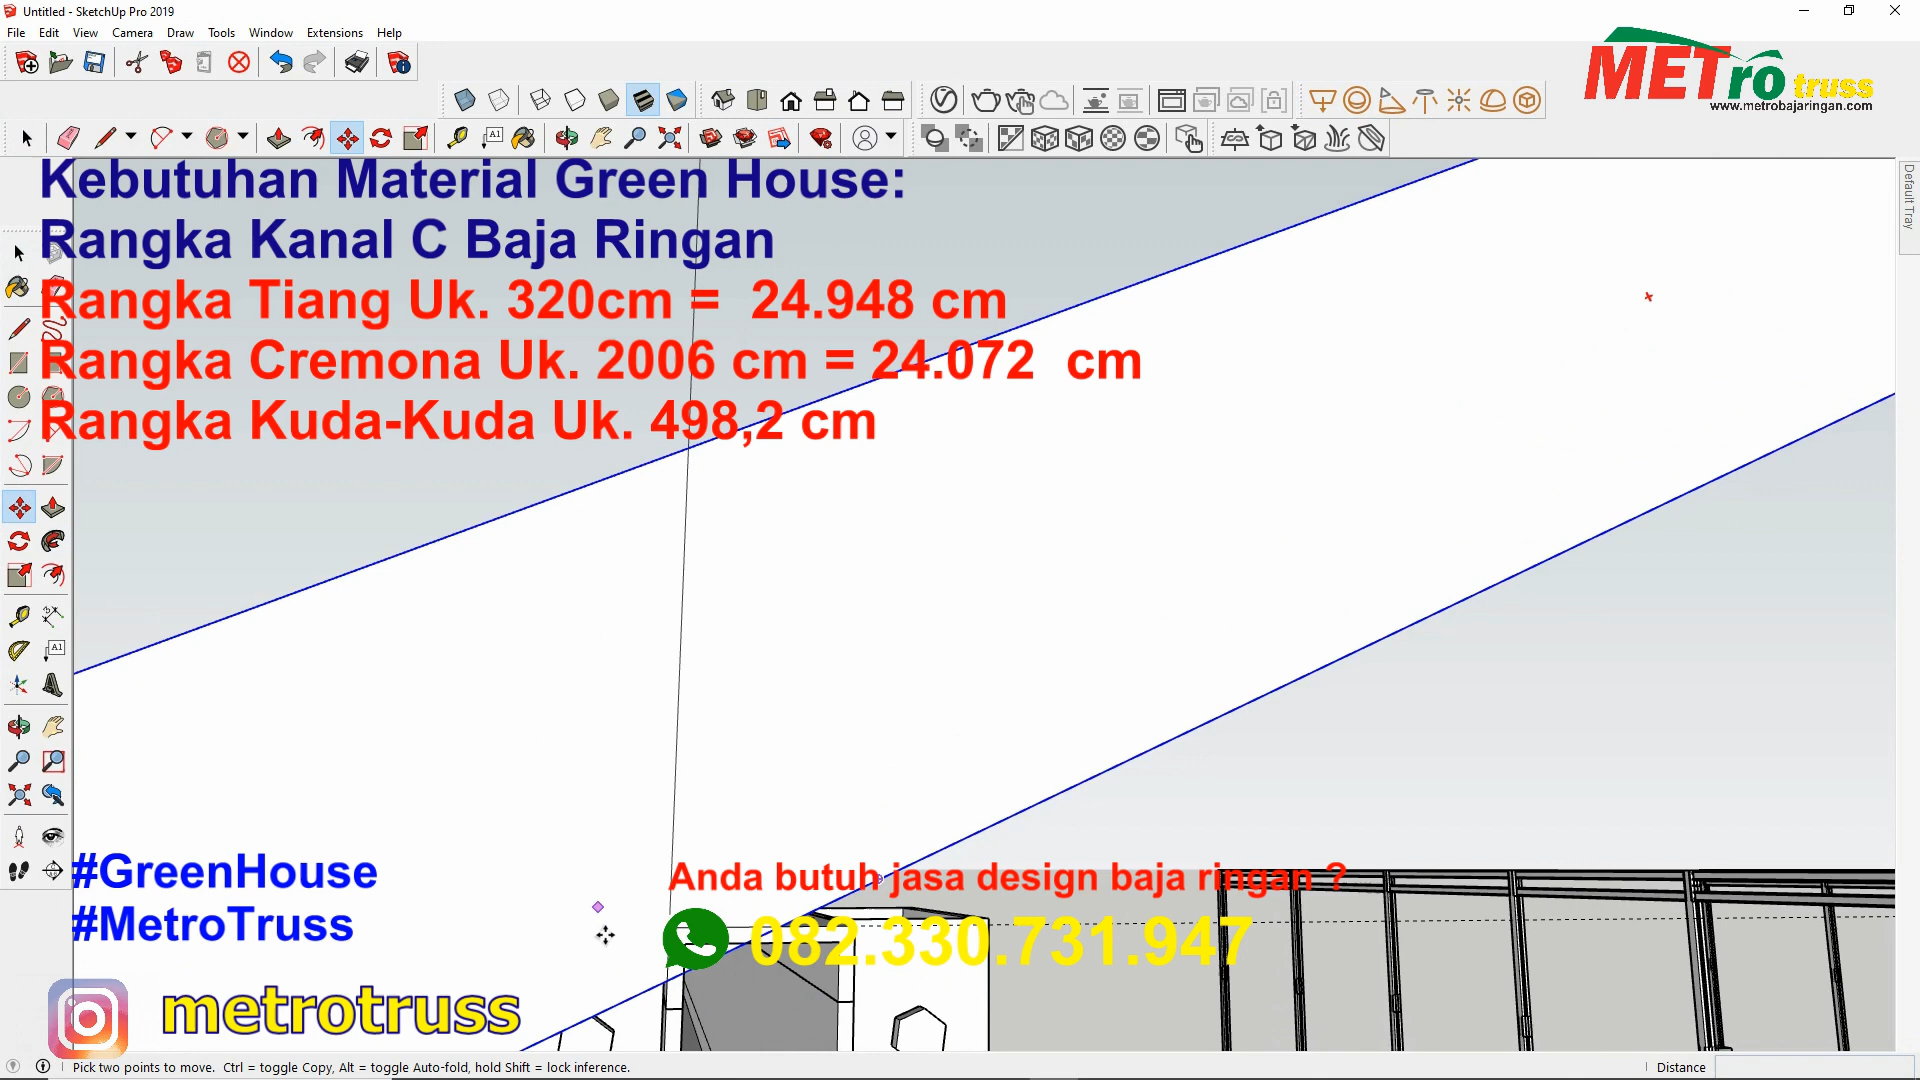 Untitled - SketchUp Pro 2019
File Edit View Camera Draw Tools Window Extensions Help
METro truss
www.metrobajaringan.com
A1
Default Tray
Kebutuhan Material Green House:
Rangka Kanal C Baja Ringan
Rangka Tiang Uk. 320cm = 24.948 cm
Rangka Cremona Uk. 2006 cm = 24.072 cm
Rangka Kuda-Kuda Uk. 498,2 cm
A1
#GreenHouse
#MetroTruss
Anda butuh jasa design baja ringan ?
082.330.731.947
metrotruss
Pick two points to move. Ctrl = toggle Copy, Alt = toggle Auto-fold, hold Shift = lock inference.
Distance